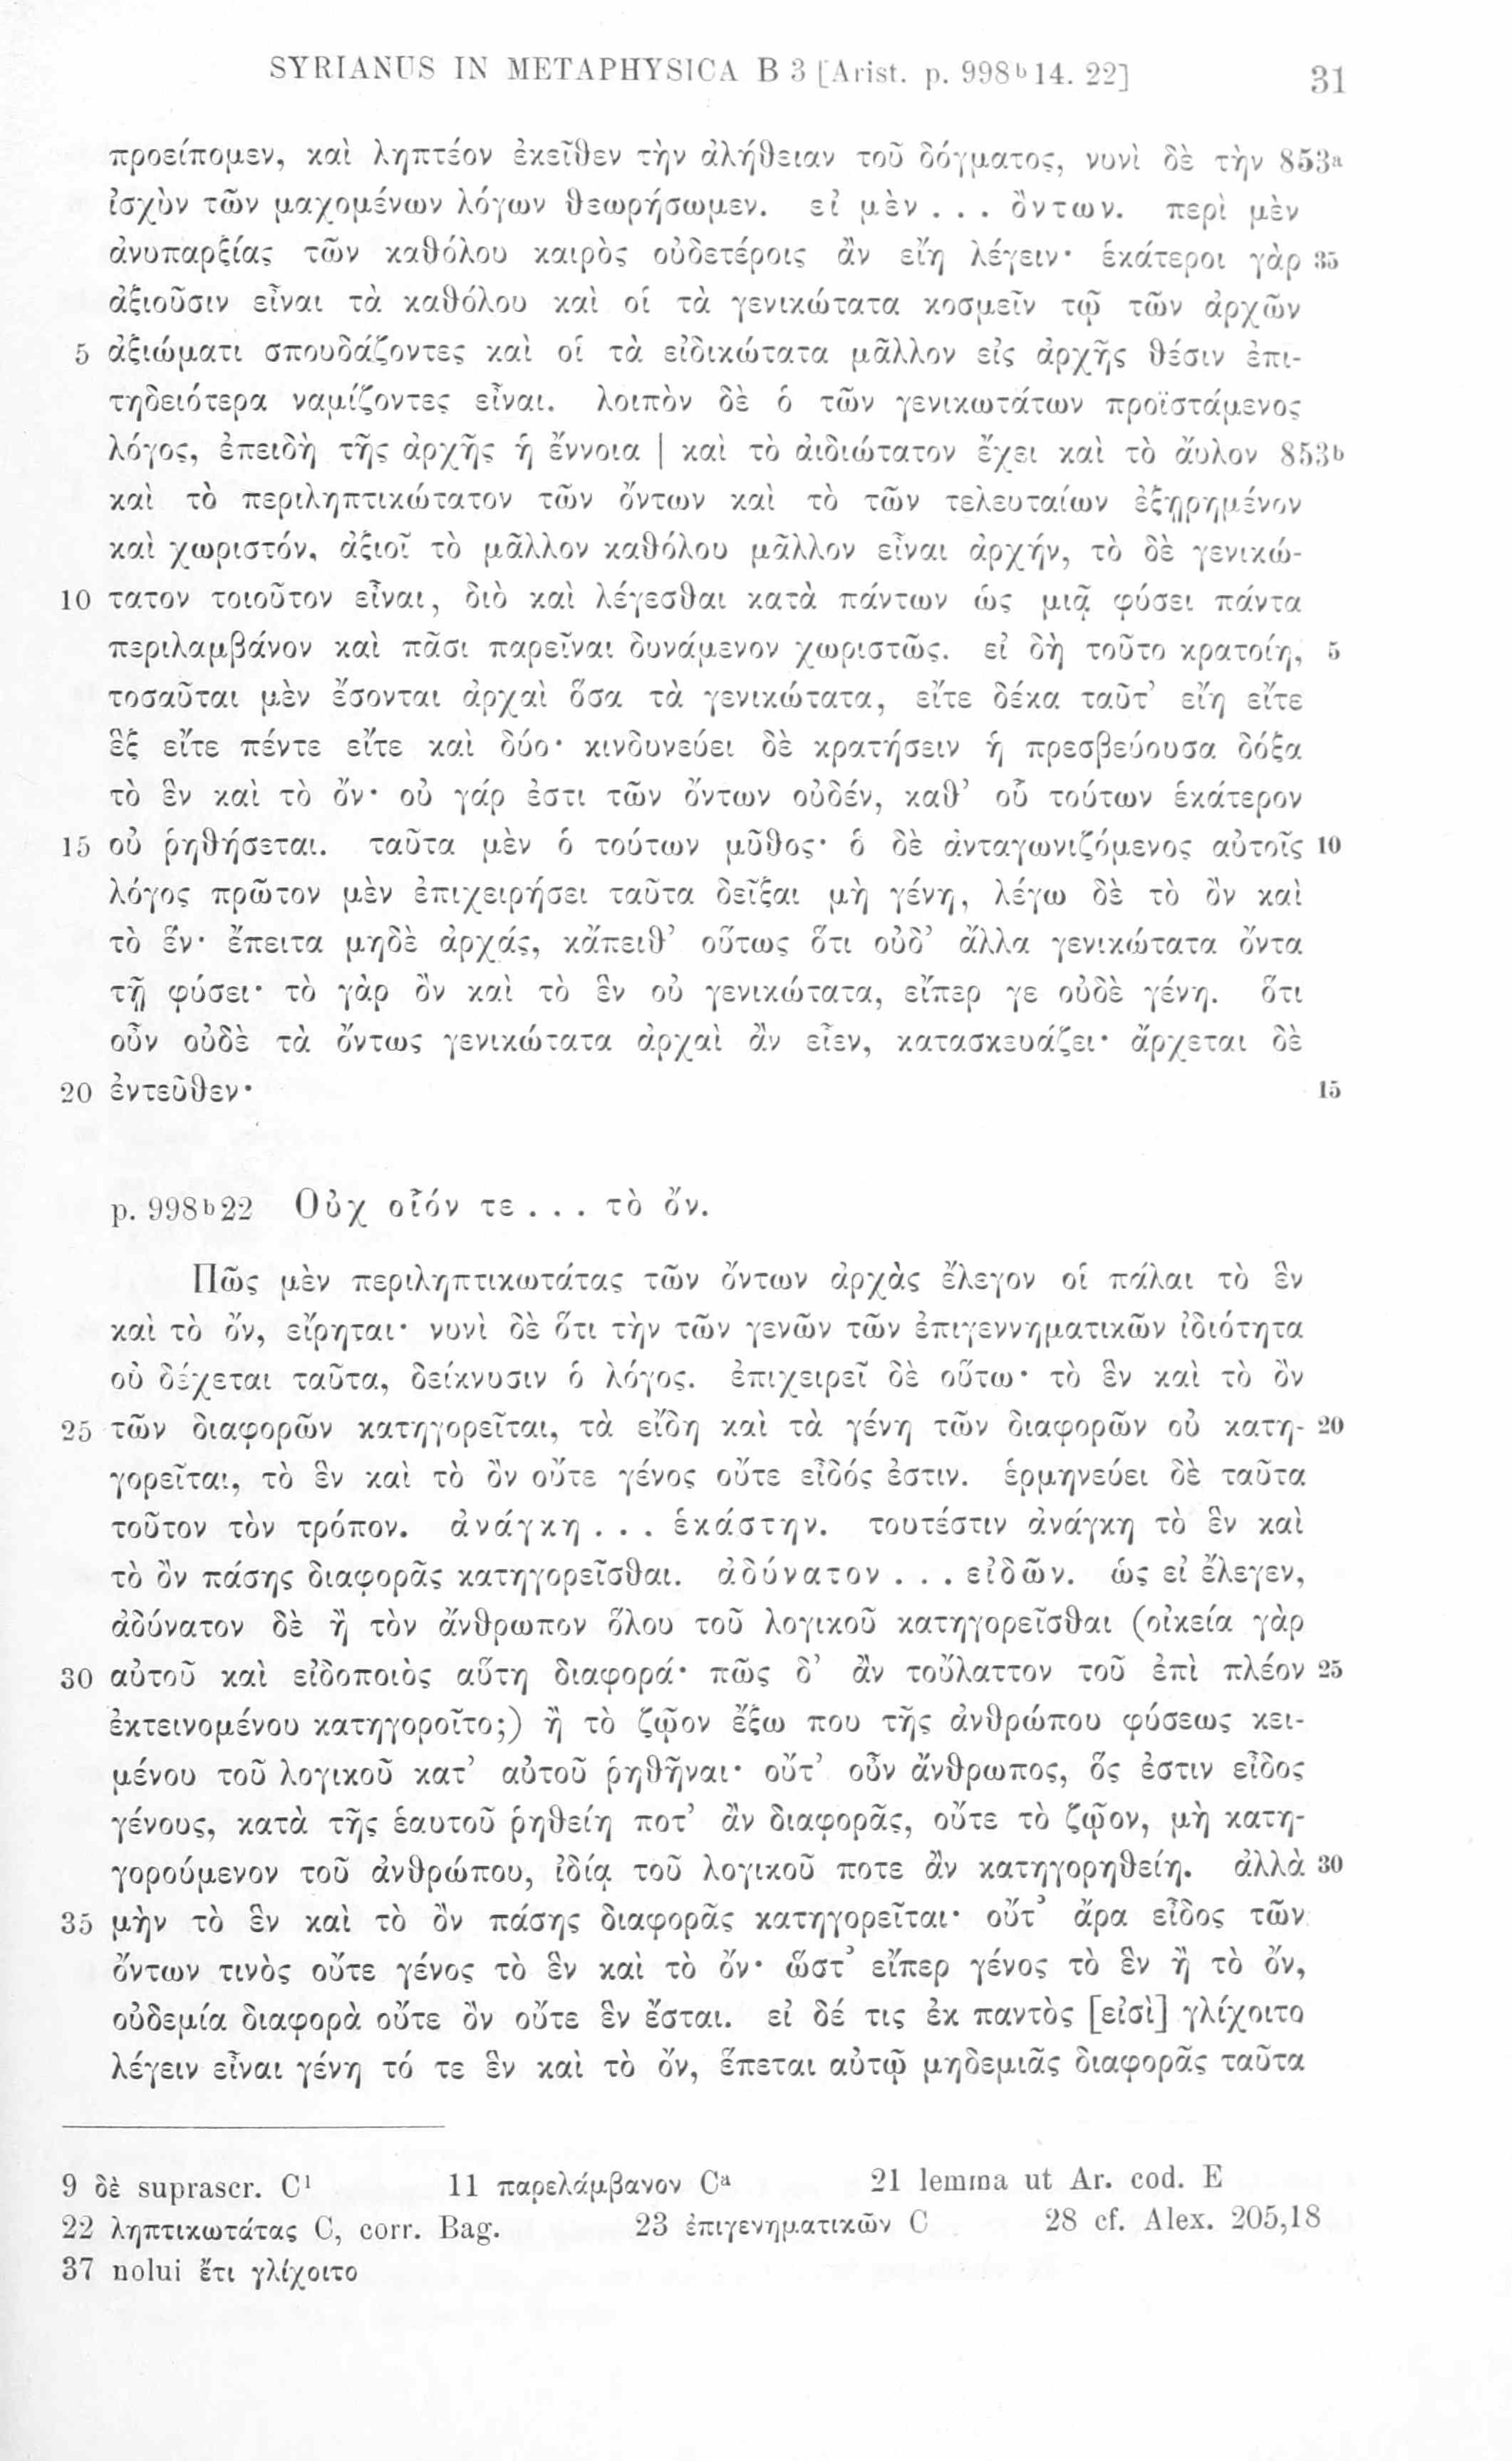 SYRIANUS IN METAPHYSICA B 3 [Arist. p. 998ᵇ14. 22] 31
προείπομεν, καὶ ληπτέον ἐκεῖθεν τὴν ἀλήθειαν τοῦ δόγματος, νυνὶ δὲ τὴν 853ᵃ
ἰσχὺν τῶν μαχομένων λόγων θεωρήσωμεν. εἰ μὲν . . . ὄντων. περὶ μὲν
ἀνυπαρξίας τῶν καθόλου καιρὸς οὐδετέροις ἂν εἴη λέγειν· ἑκάτεροι γὰρ 35
ἀξιοῦσιν εἶναι τὰ καθόλου καὶ οἱ τὰ γενικώτατα κοσμεῖν τῷ τῶν ἀρχῶν
5 ἀξιώματι σπουδάζοντες καὶ οἱ τὰ εἰδικώτατα μᾶλλον εἰς ἀρχῆς θέσιν ἐπι-
τηδειότερα ναμίζοντες εἶναι. λοιπὸν δὲ ὁ τῶν γενικωτάτων προϊστάμενος
λόγος, ἐπειδὴ τῆς ἀρχῆς ἡ ἔννοια | καὶ τὸ ἀιδιώτατον ἔχει καὶ τὸ ἄυλον 853ᵇ
καὶ τὸ περιληπτικώτατον τῶν ὄντων καὶ τὸ τῶν τελευταίων ἐξῃρημένον
καὶ χωριστόν, ἀξιοῖ τὸ μᾶλλον καθόλου μᾶλλον εἶναι ἀρχήν, τὸ δὲ γενικώ-
10 τατον τοιοῦτον εἶναι, διὸ καὶ λέγεσθαι κατὰ πάντων ὡς μιᾷ φύσει πάντα
περιλαμβάνον καὶ πᾶσι παρεῖναι δυνάμενον χωριστῶς. εἰ δὴ τοῦτο κρατοίη, 5
τοσαῦται μὲν ἔσονται ἀρχαὶ ὅσα τὰ γενικώτατα, εἴτε δέκα ταῦτ’ εἴη εἴτε
ἓξ εἴτε πέντε εἴτε καὶ δύο· κινδυνεύει δὲ κρατήσειν ἡ πρεσβεύουσα δόξα
τὸ ἓν καὶ τὸ ὄν· οὐ γάρ ἐστι τῶν ὄντων οὐδέν, καθ’ οὗ τούτων ἑκάτερον
15 οὐ ῥηθήσεται. ταῦτα μὲν ὁ τούτων μῦθος· ὁ δὲ ἀνταγωνιζόμενος αὐτοῖς 10
λόγος πρῶτον μὲν ἐπιχειρήσει ταῦτα δεῖξαι μὴ γένη, λέγω δὲ τὸ ὂν καὶ
τὸ ἕν· ἔπειτα μηδὲ ἀρχάς, κἄπειθ’ οὕτως ὅτι οὐδ’ ἄλλα γενικώτατα ὄντα
τῇ φύσει· τὸ γὰρ ὂν καὶ τὸ ἓν οὐ γενικώτατα, εἴπερ γε οὐδὲ γένη. ὅτι
οὖν οὐδὲ τὰ ὄντως γενικώτατα ἀρχαὶ ἂν εἶεν, κατασκευάζει· ἄρχεται δὲ
20 ἐντεῦθεν· 15
p. 998ᵇ22 Οὐχ οἷόν τε . . . τὸ ὄν.
Πῶς μὲν περιληπτικωτάτας τῶν ὄντων ἀρχὰς ἔλεγον οἱ πάλαι τὸ ἓν
καὶ τὸ ὄν, εἴρηται· νυνὶ δὲ ὅτι τὴν τῶν γενῶν τῶν ἐπιγεννηματικῶν ἰδιότητα
οὐ δέχεται ταῦτα, δείκνυσιν ὁ λόγος. ἐπιχειρεῖ δὲ οὕτω· τὸ ἓν καὶ τὸ ὂν
25 τῶν διαφορῶν κατηγορεῖται, τὰ εἴδη καὶ τὰ γένη τῶν διαφορῶν οὐ κατη- 20
γορεῖται, τὸ ἓν καὶ τὸ ὂν οὔτε γένος οὔτε εἶδός ἐστιν. ἑρμηνεύει δὲ ταῦτα
τοῦτον τὸν τρόπον. ἀνάγκη . . . ἑκάστην. τουτέστιν ἀνάγκη τὸ ἓν καὶ
τὸ ὂν πάσης διαφορᾶς κατηγορεῖσθαι. ἀδύνατον . . . εἰδῶν. ὡς εἰ ἔλεγεν,
ἀδύνατον δὲ ἢ τὸν ἄνθρωπον ὅλου τοῦ λογικοῦ κατηγορεῖσθαι (οἰκεία γὰρ
30 αὐτοῦ καὶ εἰδοποιὸς αὕτη διαφορά· πῶς δ’ ἂν τοὔλαττον τοῦ ἐπὶ πλέον 25
ἐκτεινομένου κατηγοροῖτο;) ἢ τὸ ζῷον ἔξω που τῆς ἀνθρώπου φύσεως κει-
μένου τοῦ λογικοῦ κατ’ αὐτοῦ ῥηθῆναι· οὔτ’ οὖν ἄνθρωπος, ὅς ἐστιν εἶδος
γένους, κατὰ τῆς ἑαυτοῦ ῥηθείη ποτ’ ἂν διαφορᾶς, οὔτε τὸ ζῷον, μὴ κατη-
γορούμενον τοῦ ἀνθρώπου, ἰδίᾳ τοῦ λογικοῦ ποτε ἂν κατηγορηθείη. ἀλλὰ 30
35 μὴν τὸ ἓν καὶ τὸ ὂν πάσης διαφορᾶς κατηγορεῖται· οὔτ’ ἄρα εἶδος τῶν
ὄντων τινὸς οὔτε γένος τὸ ἓν καὶ τὸ ὄν· ὥστ’ εἴπερ γένος τὸ ἓν ἢ τὸ ὄν,
οὐδεμία διαφορὰ οὔτε ὂν οὔτε ἓν ἔσται. εἰ δέ τις ἐκ παντὸς [εἰσὶ] γλίχοιτο
λέγειν εἶναι γένη τό τε ἓν καὶ τὸ ὄν, ἕπεται αὐτῷ μηδεμιᾶς διαφορᾶς ταῦτα
9 δὲ suprascr. C¹ 11 παρελάμβανον Cᵃ 21 lemma ut Ar. cod. E
22 ληπτικωτάτας C, corr. Bag. 23 ἐπιγενηματικῶν C 28 cf. Alex. 205,18
37 nolui ἔτι γλίχοιτο